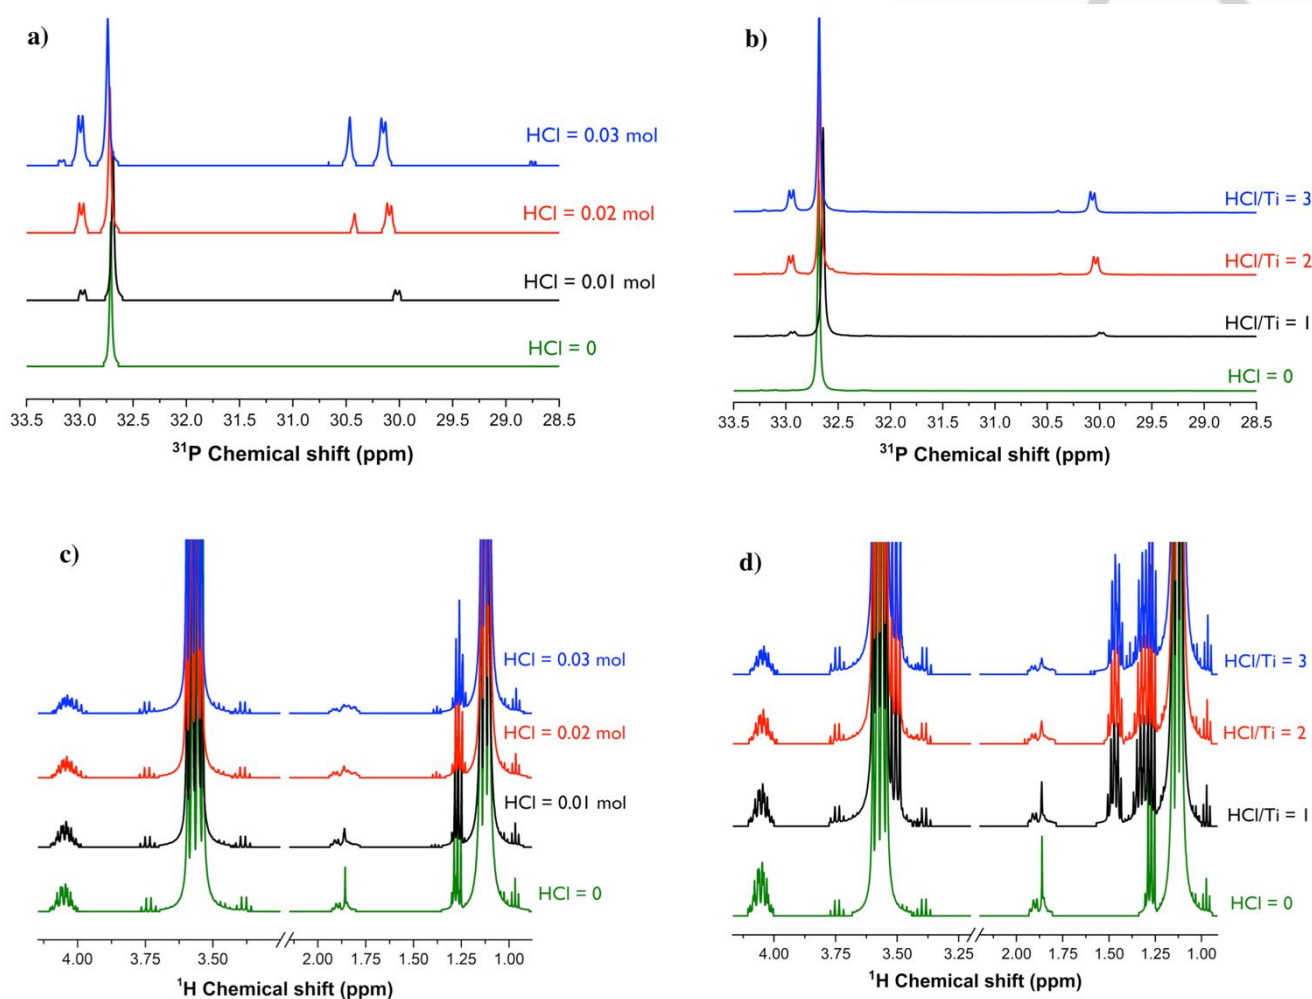 a)
HCl = 0.03 mol
HCl = 0.02 mol
HCl = 0.01 mol
HCl = 0
33.5 33.0 32.5 32.0 31.5 31.0 30.5 30.0 29.5 29.0 28.5
³¹P Chemical shift (ppm)
b)
HCl/Ti = 3
HCl/Ti = 2
HCl/Ti = 1
HCl = 0
33.5 33.0 32.5 32.0 31.5 31.0 30.5 30.0 29.5 29.0 28.5
³¹P Chemical shift (ppm)
c)
HCl = 0.03 mol
HCl = 0.02 mol
HCl = 0.01 mol
HCl = 0
4.00 3.75 3.50 // 2.00 1.75 1.50 1.25 1.00
¹H Chemical shift (ppm)
d)
HCl/Ti = 3
HCl/Ti = 2
HCl/Ti = 1
HCl = 0
4.00 3.75 3.50 3.25 // 2.00 1.75 1.50 1.25 1.00
¹H Chemical shift (ppm)